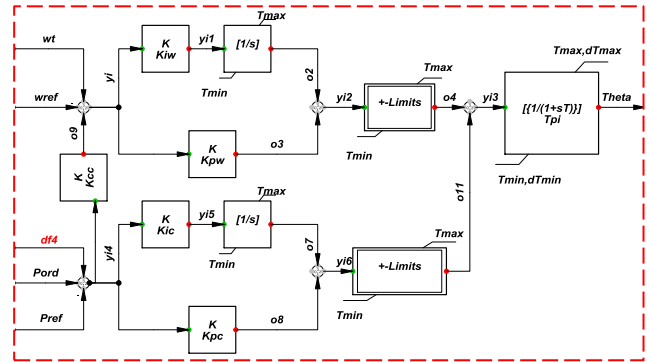 Tmax
wt
K
Kiw
yi1
[1/s]
Tmin
yi
o2
Tmax
Tmax,dTmax
wref
yi2
+-Limits
o4
yi3
[{1/(1+sT)}]
Tpi
Theta
o9
K
Kpw
o3
Tmin
Tmin,dTmin
K
Kcc
o11
Tmax
K
Kic
yi5
[1/s]
Tmin
yi4
o7
Tmax
df4
Pord
yi6
+-Limits
Tmin
Pref
K
Kpc
o8